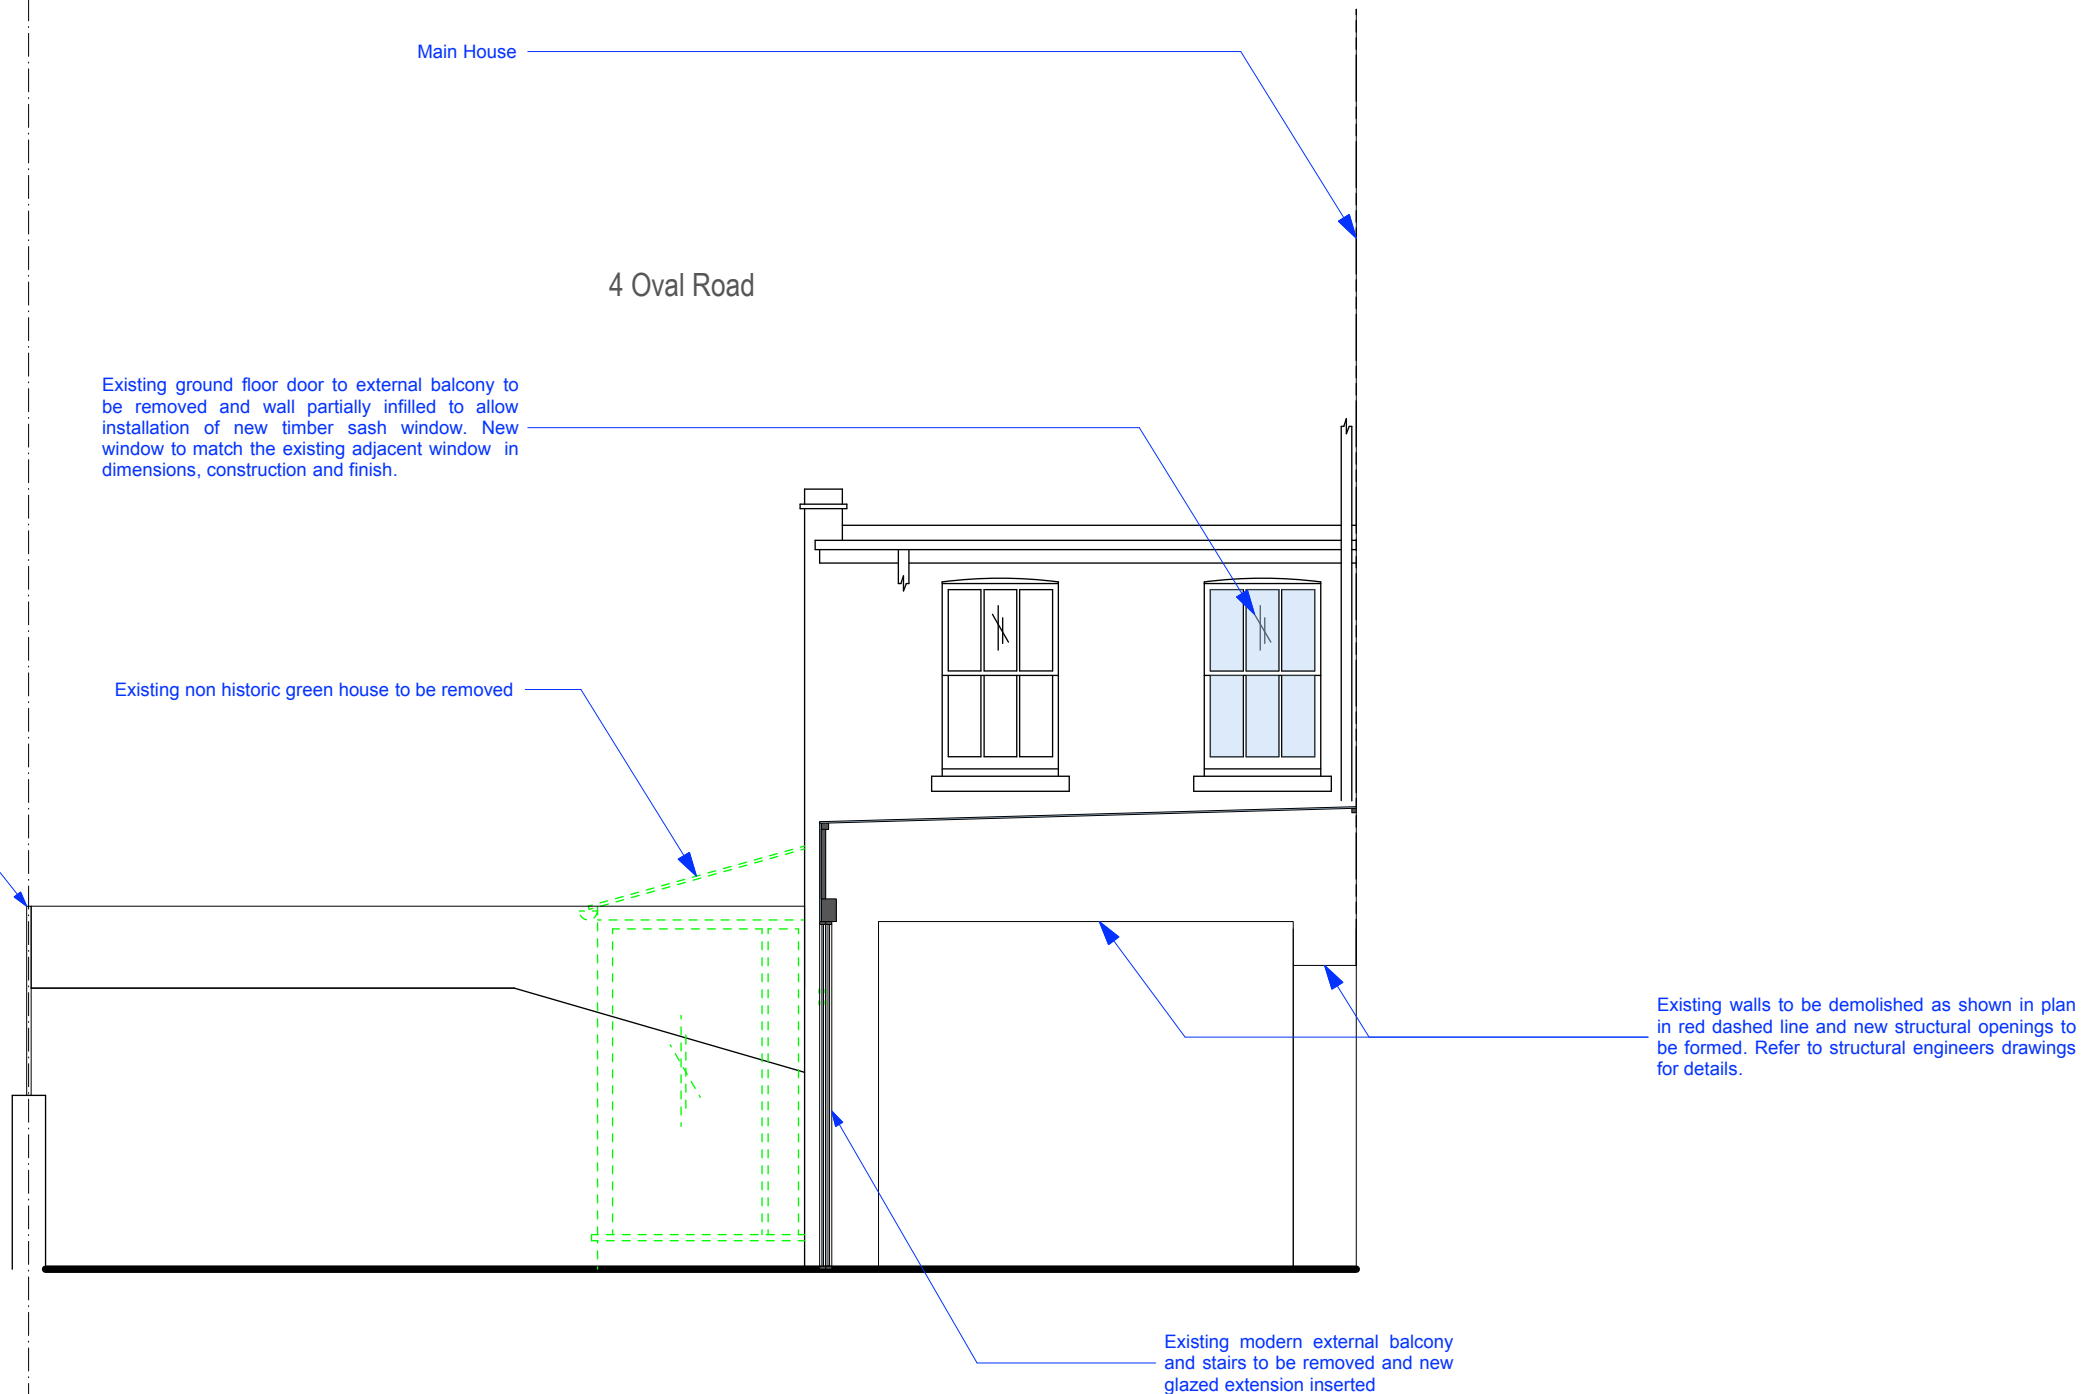 Main House
4 Oval Road
Existing ground floor door to external balcony to
be removed and wall partially infilled to allow
installation of new timber sash window. New
window to match the existing adjacent window in
dimensions, construction and finish.
Existing non historic green house to be removed
Existing walls to be demolished as shown in plan
in red dashed line and new structural openings to
be formed. Refer to structural engineers drawings
for details.
Existing modern external balcony
and stairs to be removed and new
glazed extension inserted